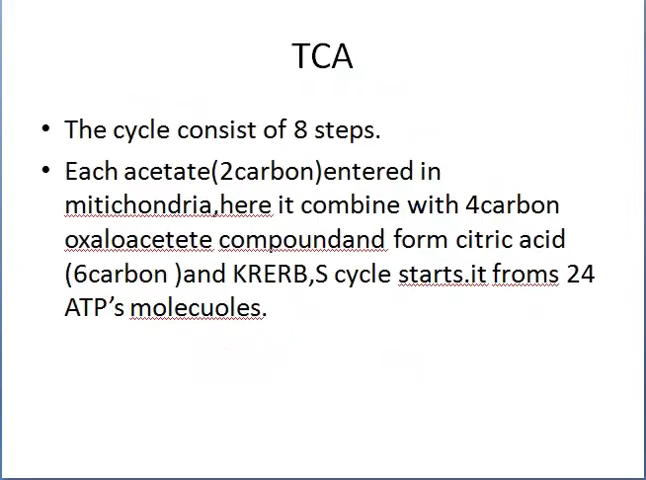 TCA
• The cycle consist of 8 steps.
• Each acetate(2carbon)entered in
mitichondria,here it combine with 4carbon
oxaloacetete compoundand form citric acid
(6carbon )and KRERB,S cycle starts.it froms 24
ATP’s molecuoles.